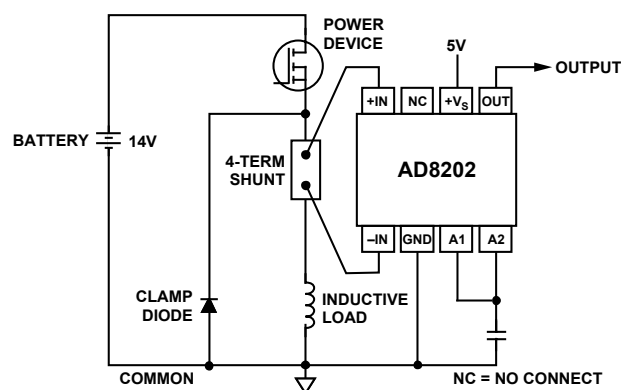 POWER
DEVICE
5V
OUTPUT
+IN
NC
+VS
OUT
BATTERY
14V
4-TERM
SHUNT
AD8202
–IN
GND
A1
A2
CLAMP
DIODE
INDUCTIVE
LOAD
COMMON
NC = NO CONNECT